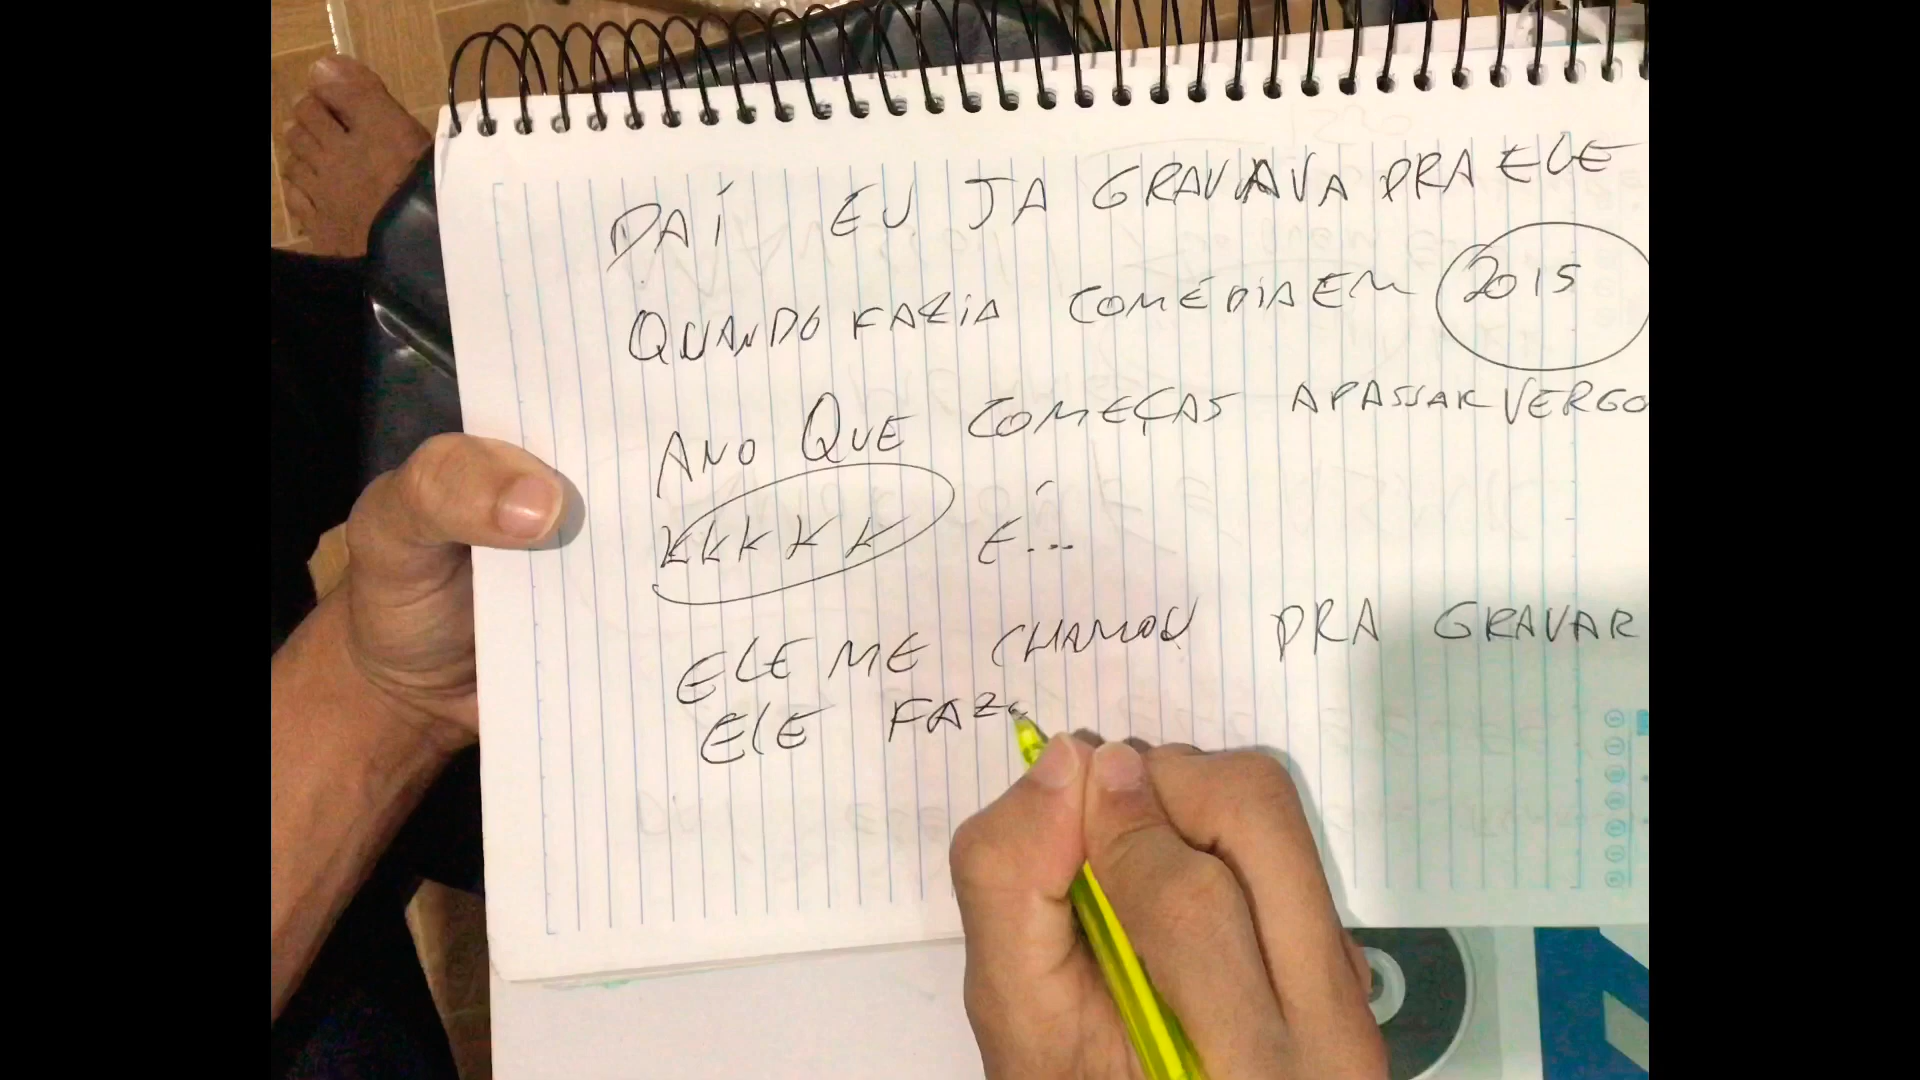 DAÍ EU JA GRAVAVA PRA ELE
QUANDO FAZIA COMÉDIA EM 2015
ANO QUE COMEÇAS A PASSAR VERGO
KKKKK É...
ELE ME CHAMOU PRA GRAVAR
ELE FAZ